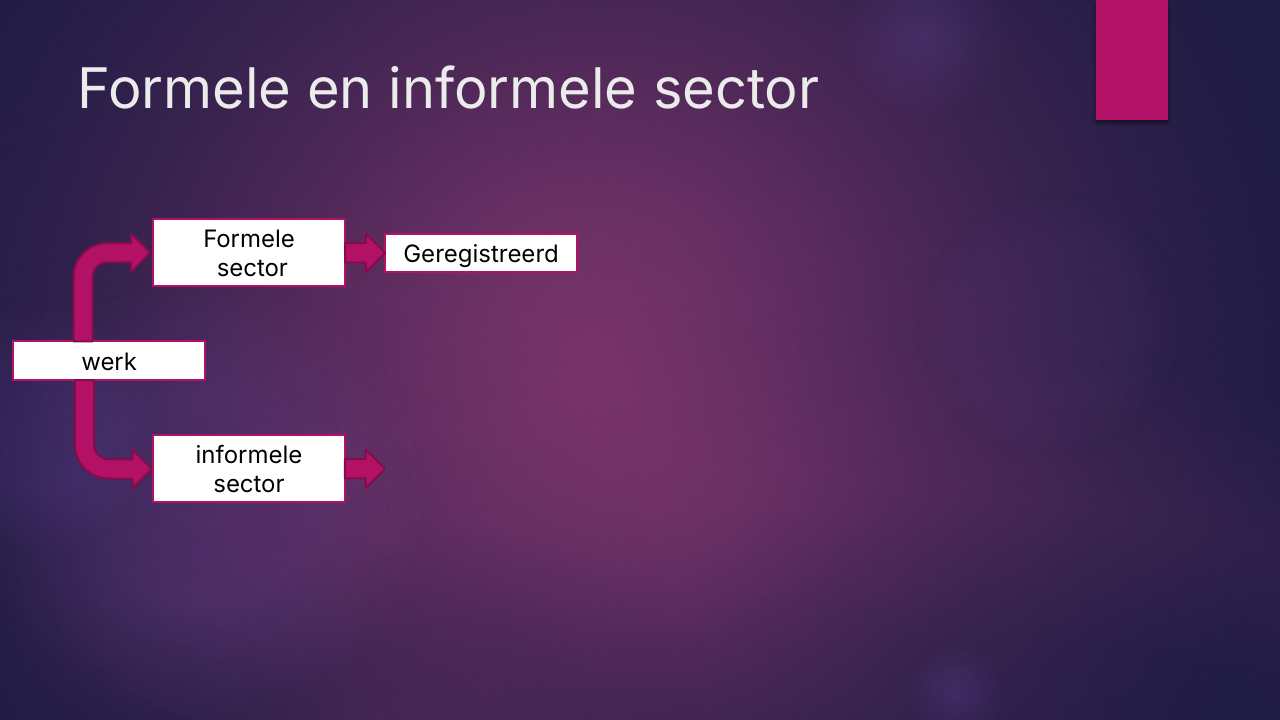 Formele en informele sector
Formele
sector
Geregistreerd
werk
informele
sector